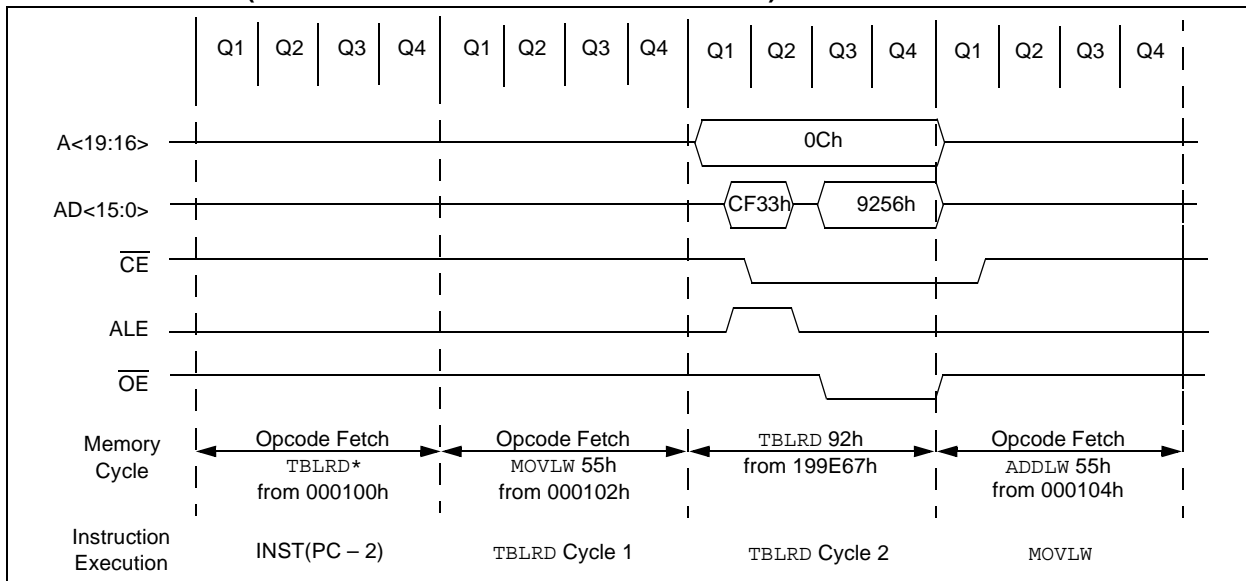 Q1 Q2 Q3 Q4 Q1 Q2 Q3 Q4 Q1 Q2 Q3 Q4 Q1 Q2 Q3 Q4
A<19:16> 0Ch
AD<15:0> CF33h 9256h
CE
ALE
OE
Memory
Cycle
Opcode Fetch
TBLRD*
from 000100h
Opcode Fetch
MOVLW 55h
from 000102h
TBLRD 92h
from 199E67h
Opcode Fetch
ADDLW 55h
from 000104h
Instruction
Execution
INST(PC – 2)
TBLRD Cycle 1
TBLRD Cycle 2
MOVLW